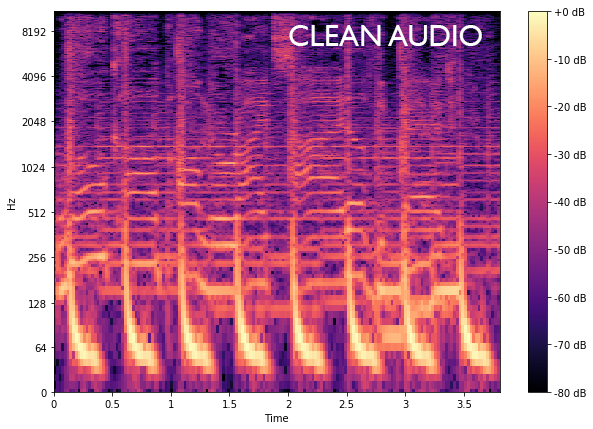 CLEAN AUDIO
+0 dB
8192
-10 dB
4096
-20 dB
2048
-30 dB
1024
Hz
-40 dB
512
-50 dB
256
-60 dB
128
64
-70 dB
0
-80 dB
0 0.5 1 1.5 2 2.5 3 3.5
Time